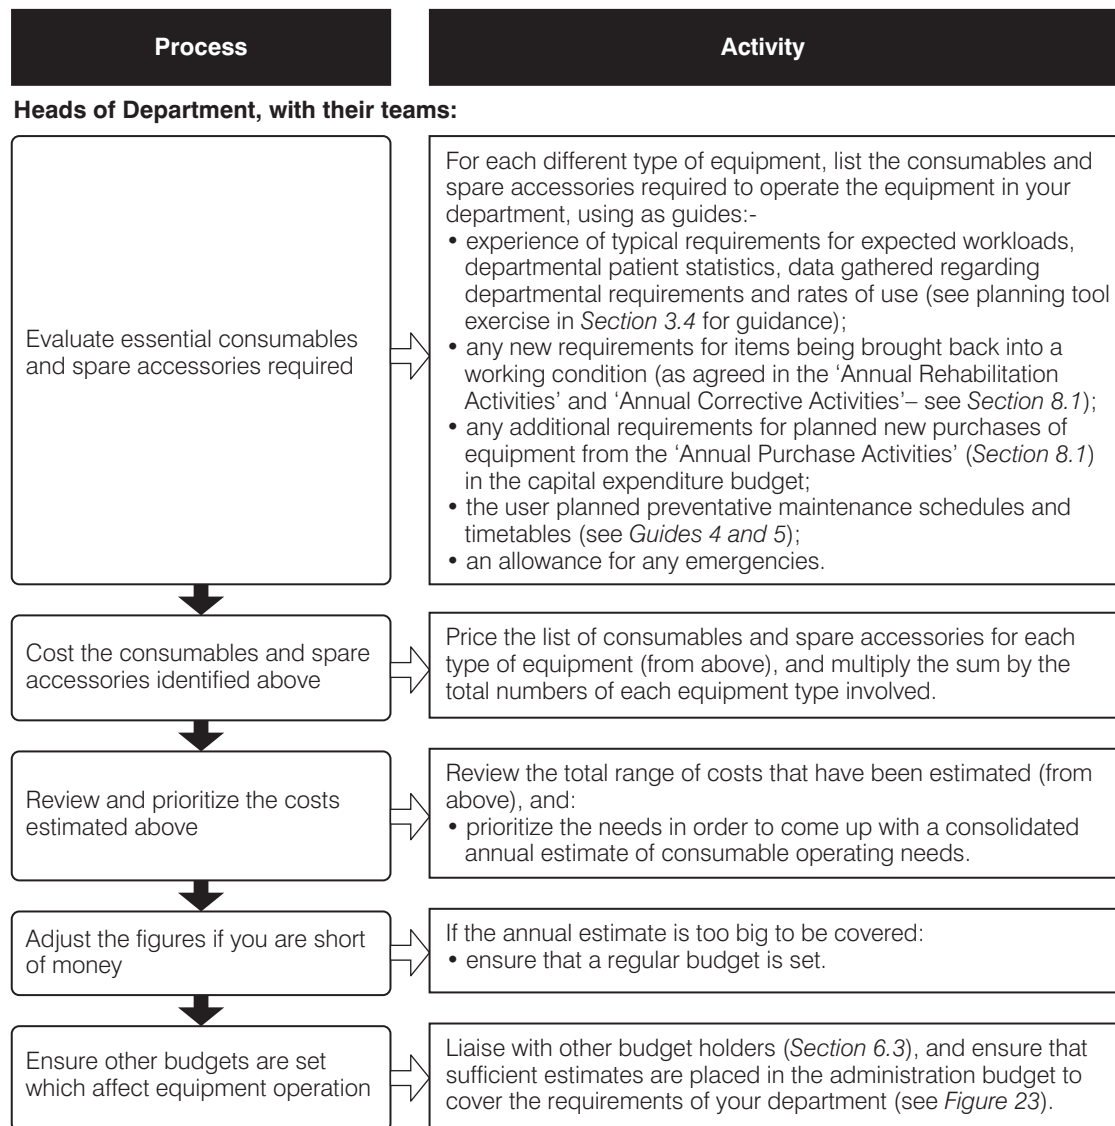 Process
Activity
Heads of Department, with their teams:
Evaluate essential consumables
and spare accessories required
For each different type of equipment, list the consumables and
spare accessories required to operate the equipment in your
department, using as guides:-
• experience of typical requirements for expected workloads,
departmental patient statistics, data gathered regarding
departmental requirements and rates of use (see planning tool
exercise in Section 3.4 for guidance);
• any new requirements for items being brought back into a
working condition (as agreed in the ‘Annual Rehabilitation
Activities’ and ‘Annual Corrective Activities’– see Section 8.1);
• any additional requirements for planned new purchases of
equipment from the ‘Annual Purchase Activities’ (Section 8.1)
in the capital expenditure budget;
• the user planned preventative maintenance schedules and
timetables (see Guides 4 and 5);
• an allowance for any emergencies.
Cost the consumables and spare
accessories identified above
Price the list of consumables and spare accessories for each
type of equipment (from above), and multiply the sum by the
total numbers of each equipment type involved.
Review and prioritize the costs
estimated above
Review the total range of costs that have been estimated (from
above), and:
• prioritize the needs in order to come up with a consolidated
annual estimate of consumable operating needs.
Adjust the figures if you are short
of money
If the annual estimate is too big to be covered:
• ensure that a regular budget is set.
Ensure other budgets are set
which affect equipment operation
Liaise with other budget holders (Section 6.3), and ensure that
sufficient estimates are placed in the administration budget to
cover the requirements of your department (see Figure 23).